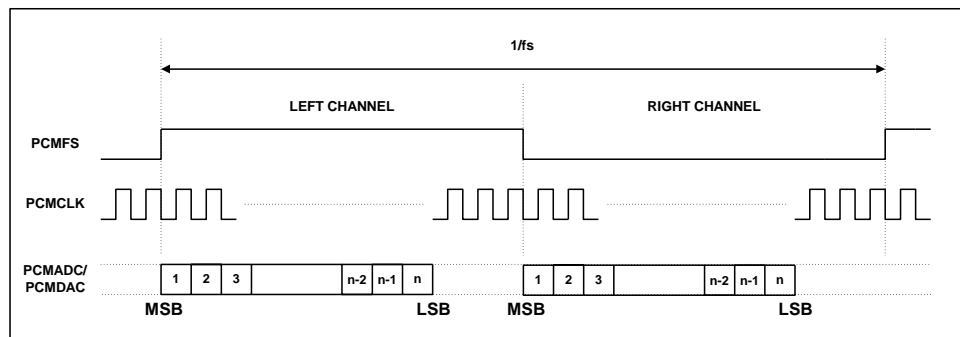 1/fs
LEFT CHANNEL RIGHT CHANNEL
PCMFS
PCMCLK
PCMADC/
PCMDAC
1 2 3 n-2 n-1 n 1 2 3 n-2 n-1 n
MSB LSB MSB LSB